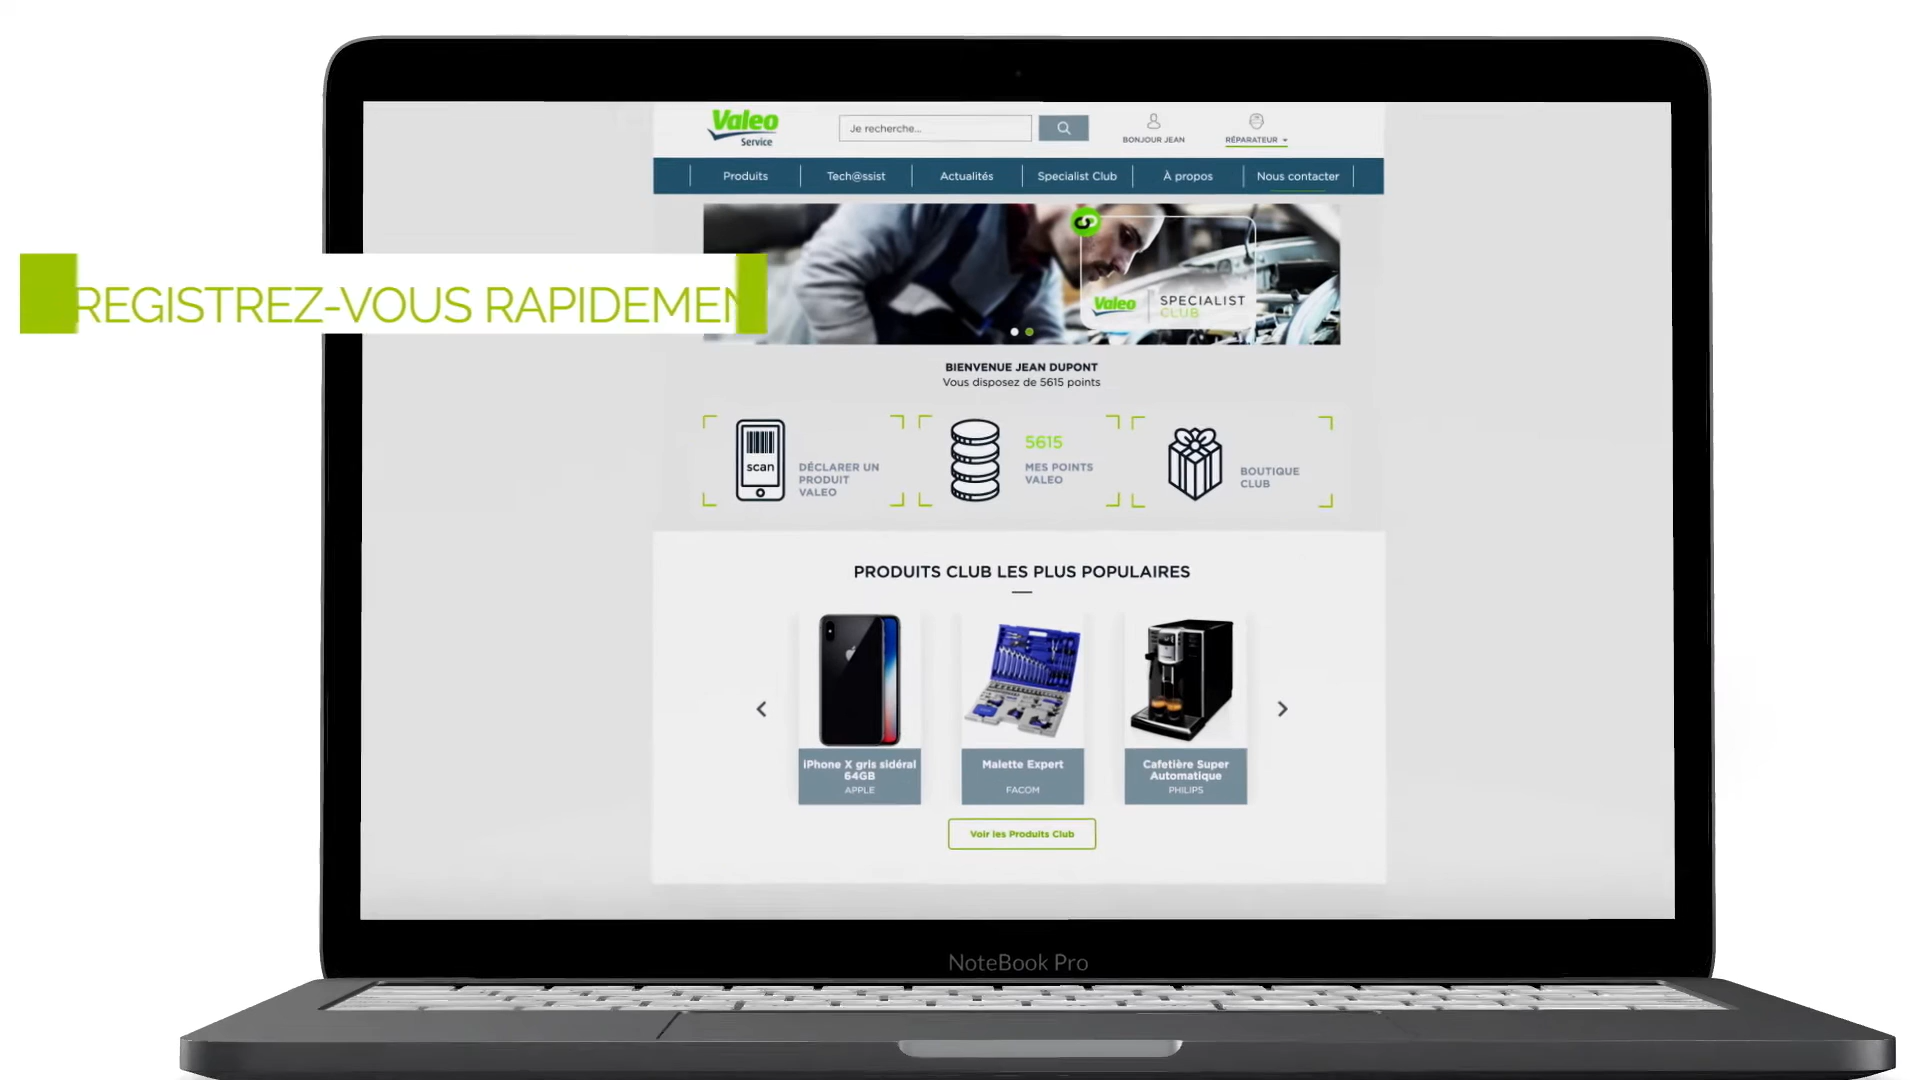 Valeo
Service
Je recherche...
BONJOUR JEAN
RÉPARATEUR
Produits
Tech@ssist
Actualités
Specialist Club
À propos
Nous contacter
REGISTREZ-VOUS RAPIDEMEN
Valeo
SPECIALIST
CLUB
BIENVENUE JEAN DUPONT
Vous disposez de 5615 points
scan
DÉCLARER UN
PRODUIT
VALEO
5615
MES POINTS
VALEO
BOUTIQUE
CLUB
PRODUITS CLUB LES PLUS POPULAIRES
iPhone X gris sidéral
64GB
APPLE
Malette Expert
FACOM
Cafetière Super
Automatique
PHILIPS
Voir les Produits Club
NoteBook Pro